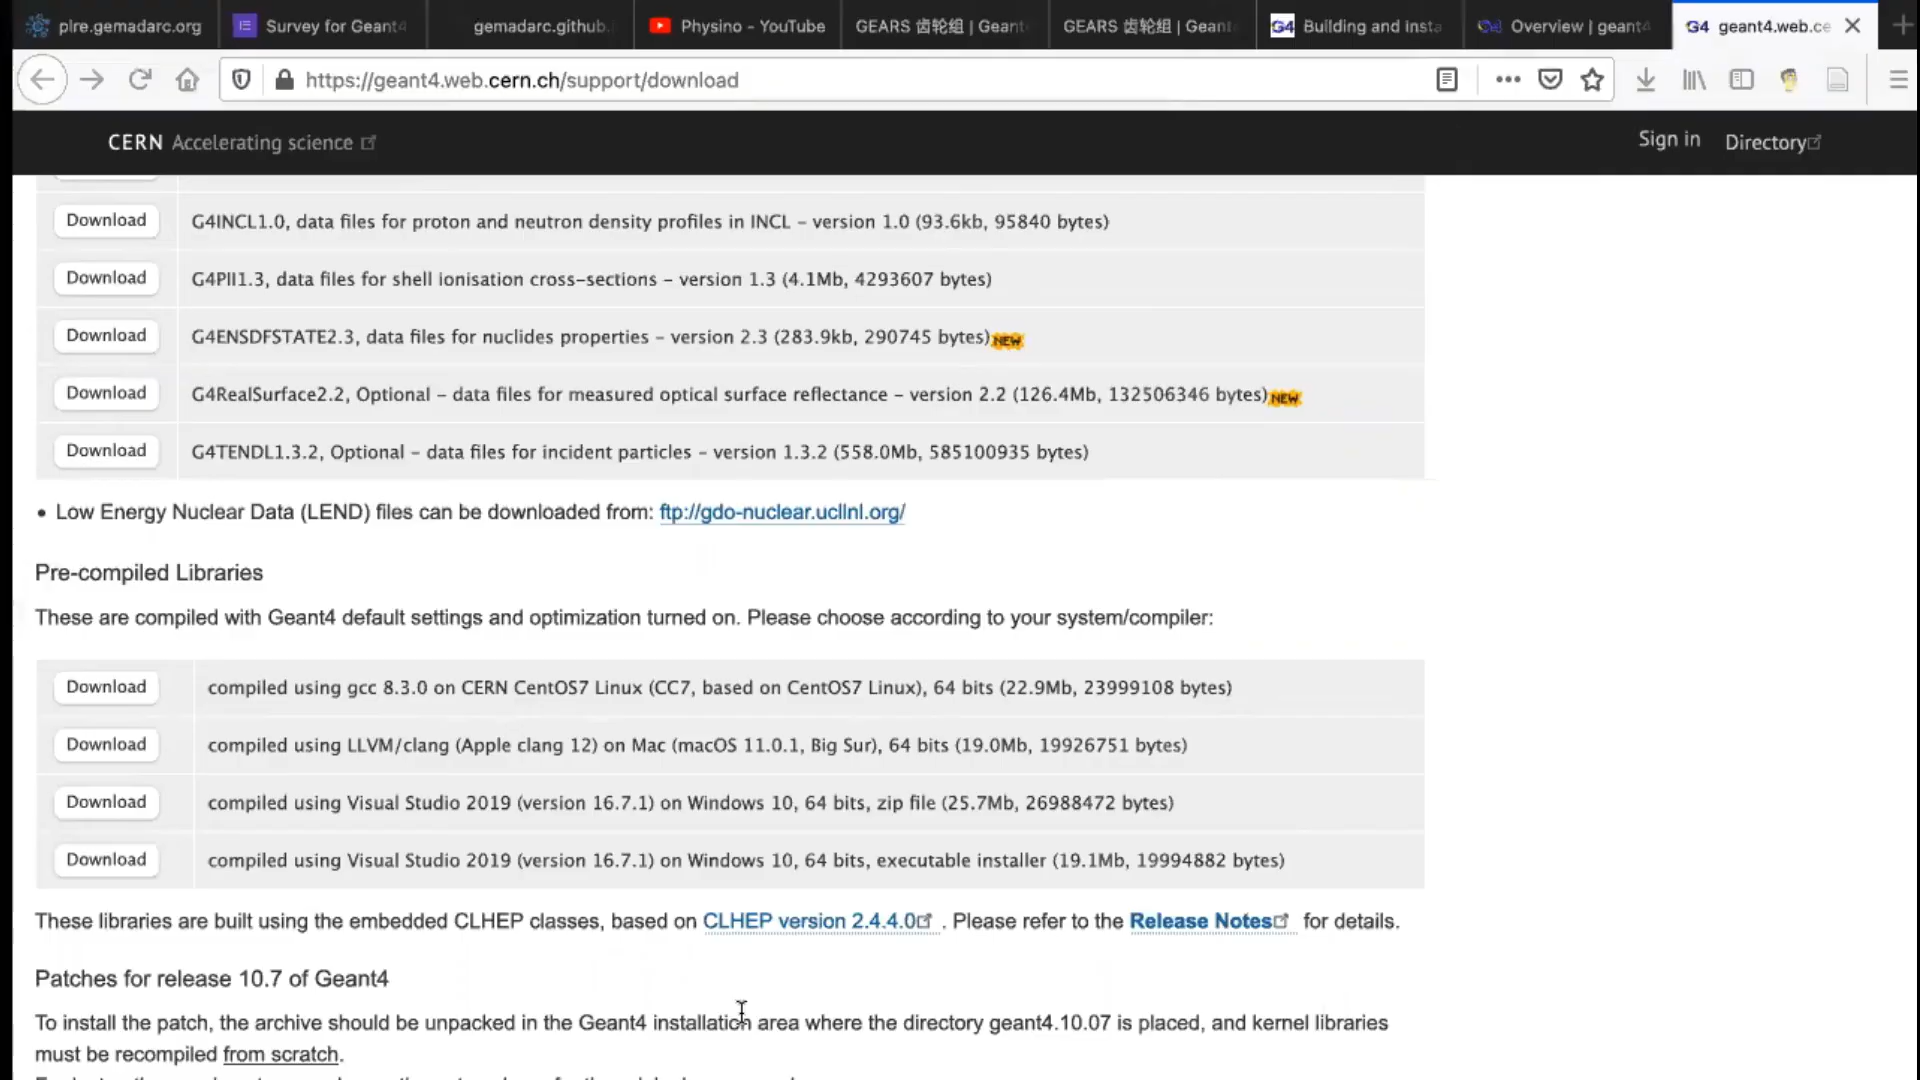 plre.gemadarc.org
Survey for Geant4
gemadarc.github.
Physino - YouTube
GEARS 齿轮组 | Geant
GEARS 齿轮组 | Geant
G4 Building and insta
Overview | geant4
G4 geant4.web.ce
https://geant4.web.cern.ch/support/download
CERN Accelerating science
Sign in
Directory
Download G4INCL1.0, data files for proton and neutron density profiles in INCL - version 1.0 (93.6kb, 95840 bytes)
Download G4PII1.3, data files for shell ionisation cross-sections - version 1.3 (4.1Mb, 4293607 bytes)
Download G4ENSDFSTATE2.3, data files for nuclides properties - version 2.3 (283.9kb, 290745 bytes) NEW
Download G4RealSurface2.2, Optional - data files for measured optical surface reflectance - version 2.2 (126.4Mb, 132506346 bytes) NEW
Download G4TENDL1.3.2, Optional - data files for incident particles - version 1.3.2 (558.0Mb, 585100935 bytes)
• Low Energy Nuclear Data (LEND) files can be downloaded from: ftp://gdo-nuclear.ucllnl.org/
Pre-compiled Libraries
These are compiled with Geant4 default settings and optimization turned on. Please choose according to your system/compiler:
Download compiled using gcc 8.3.0 on CERN CentOS7 Linux (CC7, based on CentOS7 Linux), 64 bits (22.9Mb, 23999108 bytes)
Download compiled using LLVM/clang (Apple clang 12) on Mac (macOS 11.0.1, Big Sur), 64 bits (19.0Mb, 19926751 bytes)
Download compiled using Visual Studio 2019 (version 16.7.1) on Windows 10, 64 bits, zip file (25.7Mb, 26988472 bytes)
Download compiled using Visual Studio 2019 (version 16.7.1) on Windows 10, 64 bits, executable installer (19.1Mb, 19994882 bytes)
These libraries are built using the embedded CLHEP classes, based on CLHEP version 2.4.4.0 . Please refer to the Release Notes for details.
Patches for release 10.7 of Geant4
To install the patch, the archive should be unpacked in the Geant4 installation area where the directory geant4.10.07 is placed, and kernel libraries
must be recompiled from scratch.